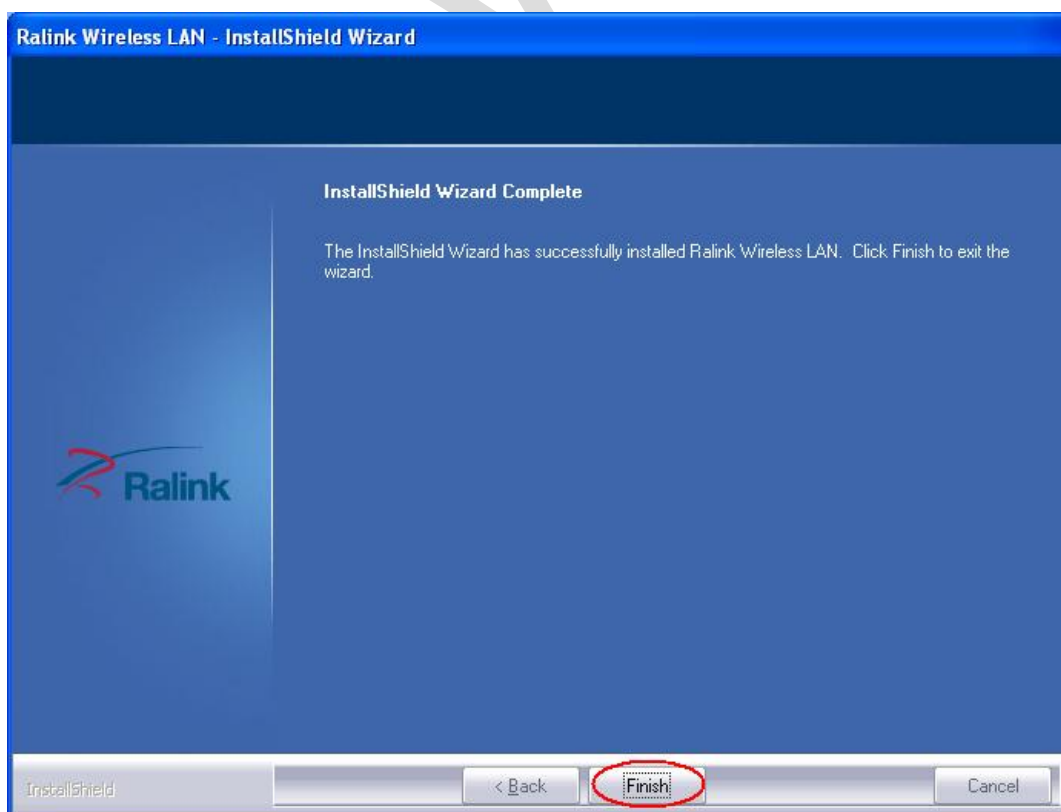 Ralink Wireless LAN - InstallShield Wizard
InstallShield Wizard Complete
The InstallShield Wizard has successfully installed Ralink Wireless LAN.  Click Finish to exit the
wizard.
Ralink
InstallShield
< Back
Finish
Cancel